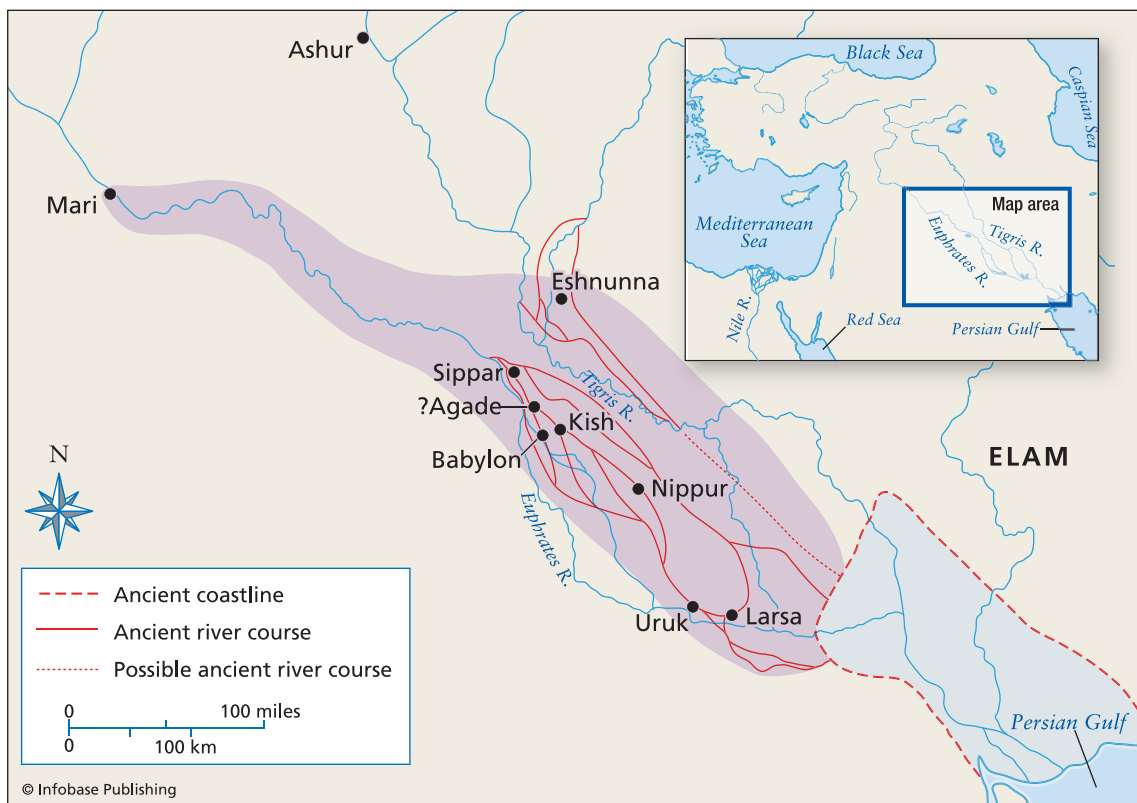 Ashur
Mari
Eshnunna
Sippar
Tigris R.
?Agade
Kish
Babylon
Nippur
Euphrates R.
Uruk
Larsa
ELAM
Persian Gulf
Black Sea
Caspian Sea
Mediterranean
Sea
Map area
Tigris R.
Euphrates R.
Nile R.
Red Sea
Persian Gulf
N
Ancient coastline
Ancient river course
Possible ancient river course
0 100 miles
0 100 km
© Infobase Publishing